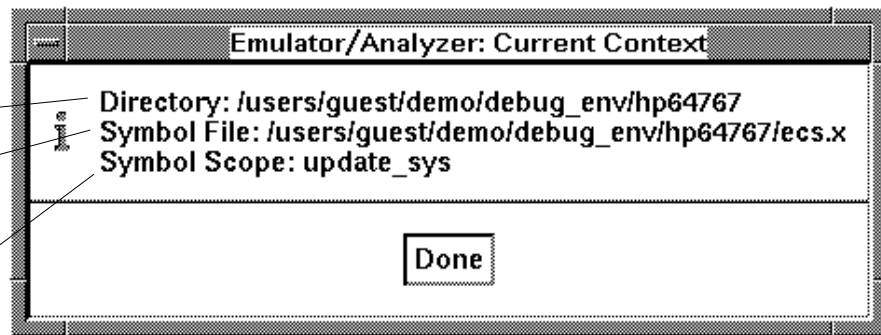 Emulator/Analyzer: Current Context
Directory: /users/guest/demo/debug_env/hp64767
Symbol File: /users/guest/demo/debug_env/hp64767/ecs.x
Symbol Scope: update_sys
Done